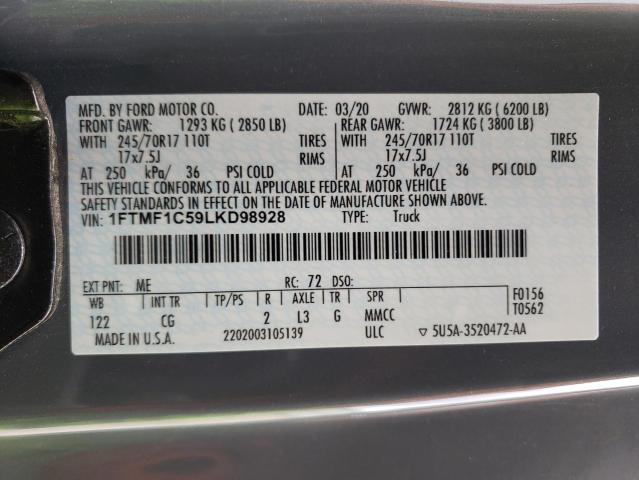 MFD. BY FORD MOTOR CO. DATE: 03/20 GVWR: 2812 KG ( 6200 LB)
FRONT GAWR: 1293 KG ( 2850 LB) REAR GAWR: 1724 KG ( 3800 LB)
WITH 245/70R17 110T TIRES WITH 245/70R17 110T TIRES
17x7.5J RIMS 17x7.5J RIMS
AT 250 kPa/ 36 PSI COLD AT 250 kPa/ 36 PSI COLD
THIS VEHICLE CONFORMS TO ALL APPLICABLE FEDERAL MOTOR VEHICLE
SAFETY STANDARDS IN EFFECT ON THE DATE OF MANUFACTURE SHOWN ABOVE.
VIN: 1FTMF1C59LKD98928 TYPE: Truck
EXT PNT: ME RC: 72 DSO:
WB INT TR TP/PS R AXLE TR SPR F0156
122 CG 2 L3 G MMCC T0562
MADE IN U.S.A. 2202003105139 ULC ▽ 5U5A-3520472-AA